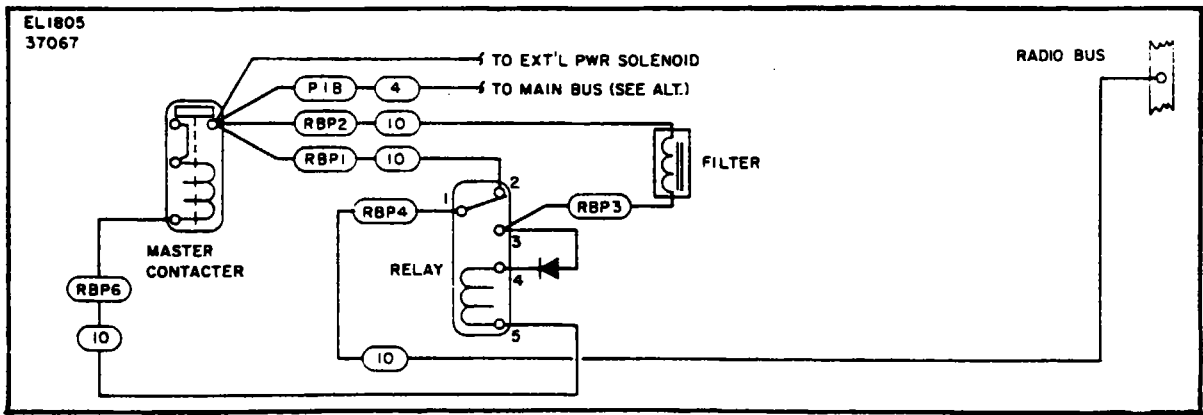 EL1805
37067
TO EXT'L PWR SOLENOID
P1B 4 TO MAIN BUS (SEE ALT.)
RBP2 10
RBP1 10
RADIO BUS
FILTER
RBP4 1 2 RBP3
3
MASTER
CONTACTER
RELAY 4
RBP6
5
10
10